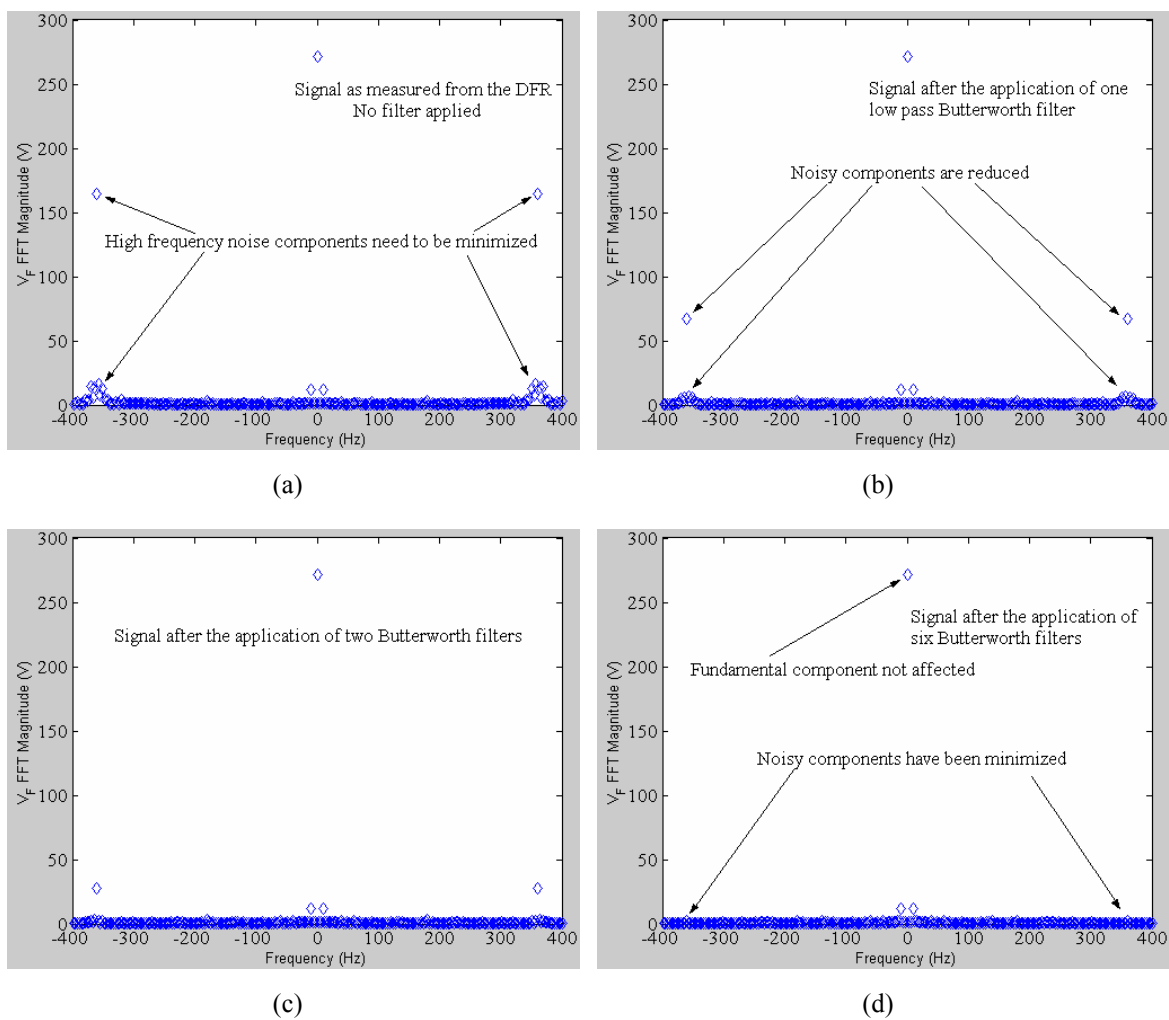 300
250
200
150
100
50
0
V_F FFT Magnitude (V)
Signal as measured from the DFR
No filter applied
High frequency noise components need to be minimized
-400 -300 -200 -100 0 100 200 300 400
Frequency (Hz)
(a)
300
250
200
150
100
50
0
V_F FFT Magnitude (V)
Signal after the application of one
low pass Butterworth filter
Noisy components are reduced
-400 -300 -200 -100 0 100 200 300 400
Frequency (Hz)
(b)
300
250
200
150
100
50
0
V_F FFT Magnitude (V)
Signal after the application of two Butterworth filters
-400 -300 -200 -100 0 100 200 300 400
Frequency (Hz)
(c)
300
250
200
150
100
50
0
V_F FFT Magnitude (V)
Signal after the application of
six Butterworth filters
Fundamental component not affected
Noisy components have been minimized
-400 -300 -200 -100 0 100 200 300 400
Frequency (Hz)
(d)